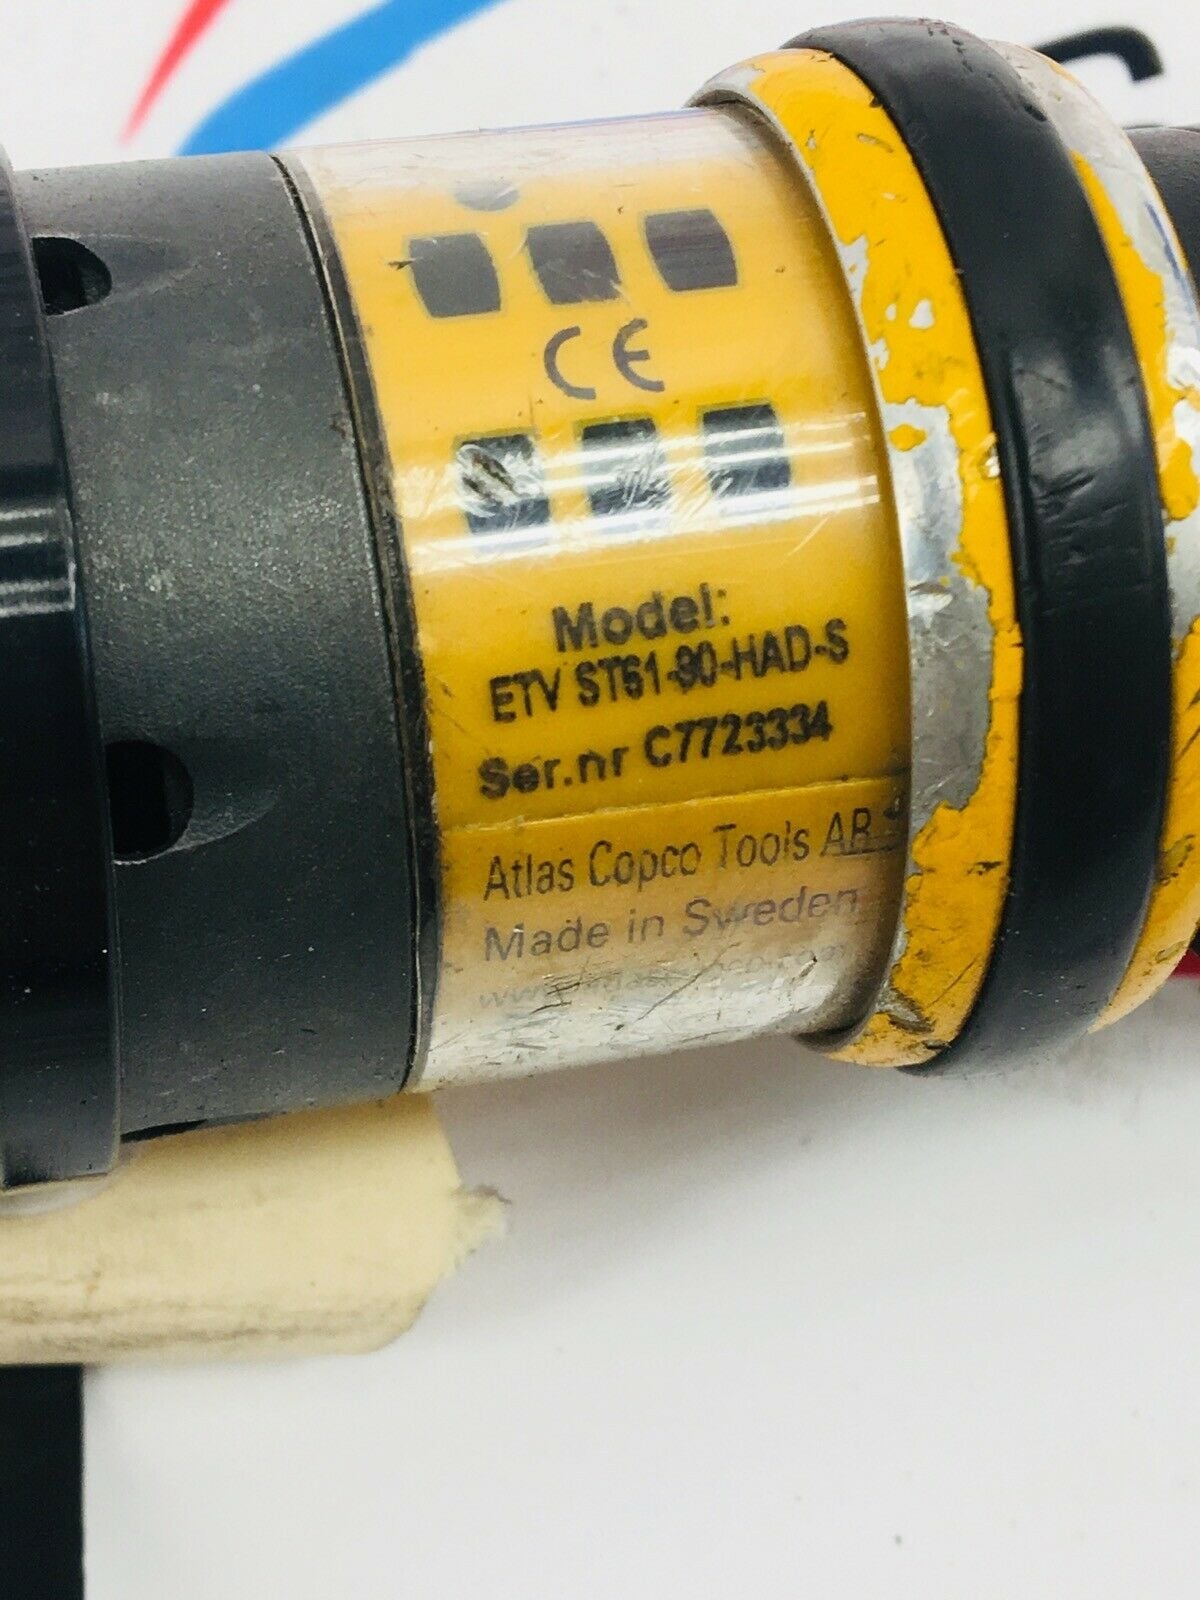 CE
Model:
ETV ST61-90-HAD-S
Ser.nr C7723334
Atlas Copco Tools AB
Made in Sweden